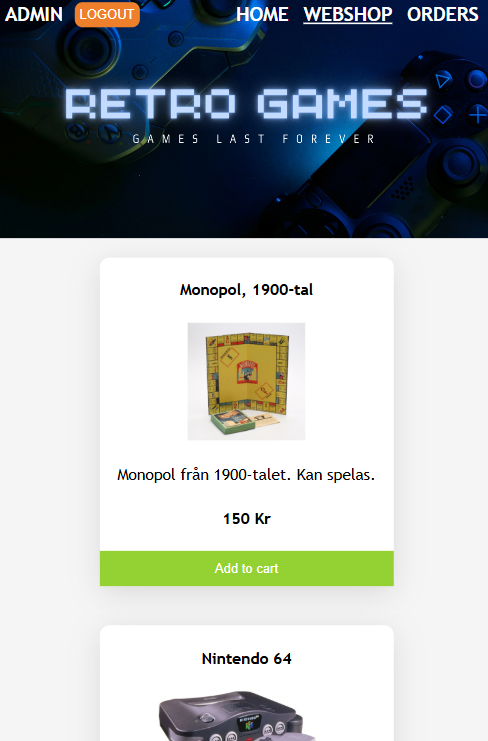 ADMIN LOGOUT HOME WEBSHOP ORDERS
RETRO GAMES
GAMES LAST FOREVER
Monopol, 1900-tal
Monopol från 1900-talet. Kan spelas.
150 Kr
Add to cart
Nintendo 64